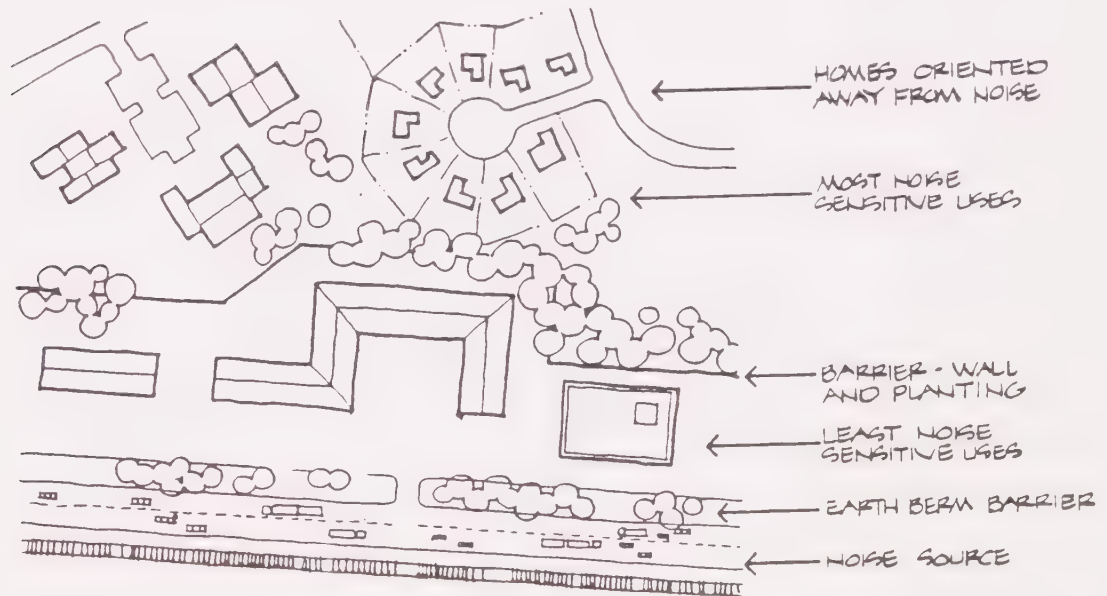 HOMES ORIENTED
AWAY FROM NOISE
MOST NOISE
SENSITIVE USES
BARRIER - WALL
AND PLANTING
LEAST NOISE
SENSITIVE USES
EARTH BERM BARRIER
NOISE SOURCE